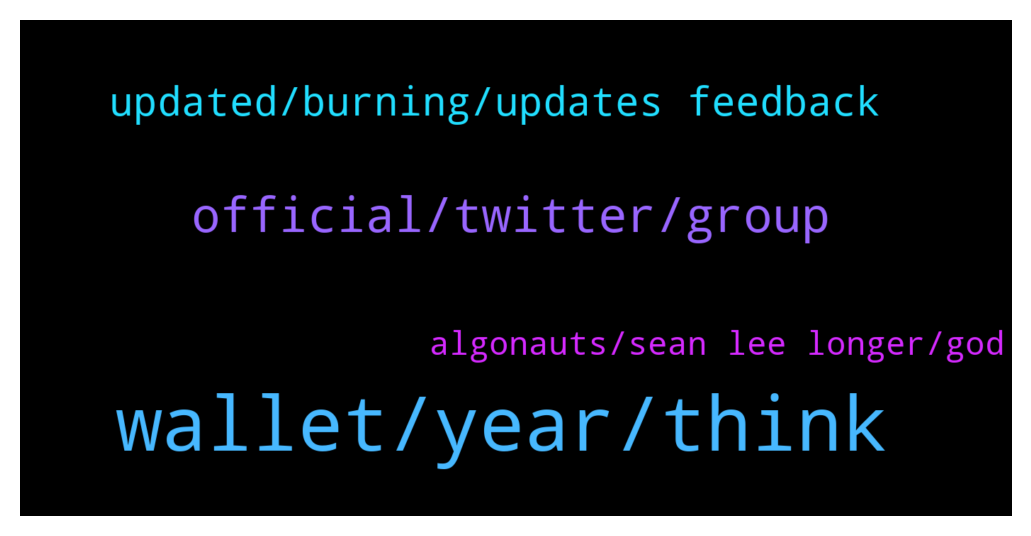 updated/burning/updates feedback
official/twitter/group
algonauts/sean lee longer/god
wallet/year/think